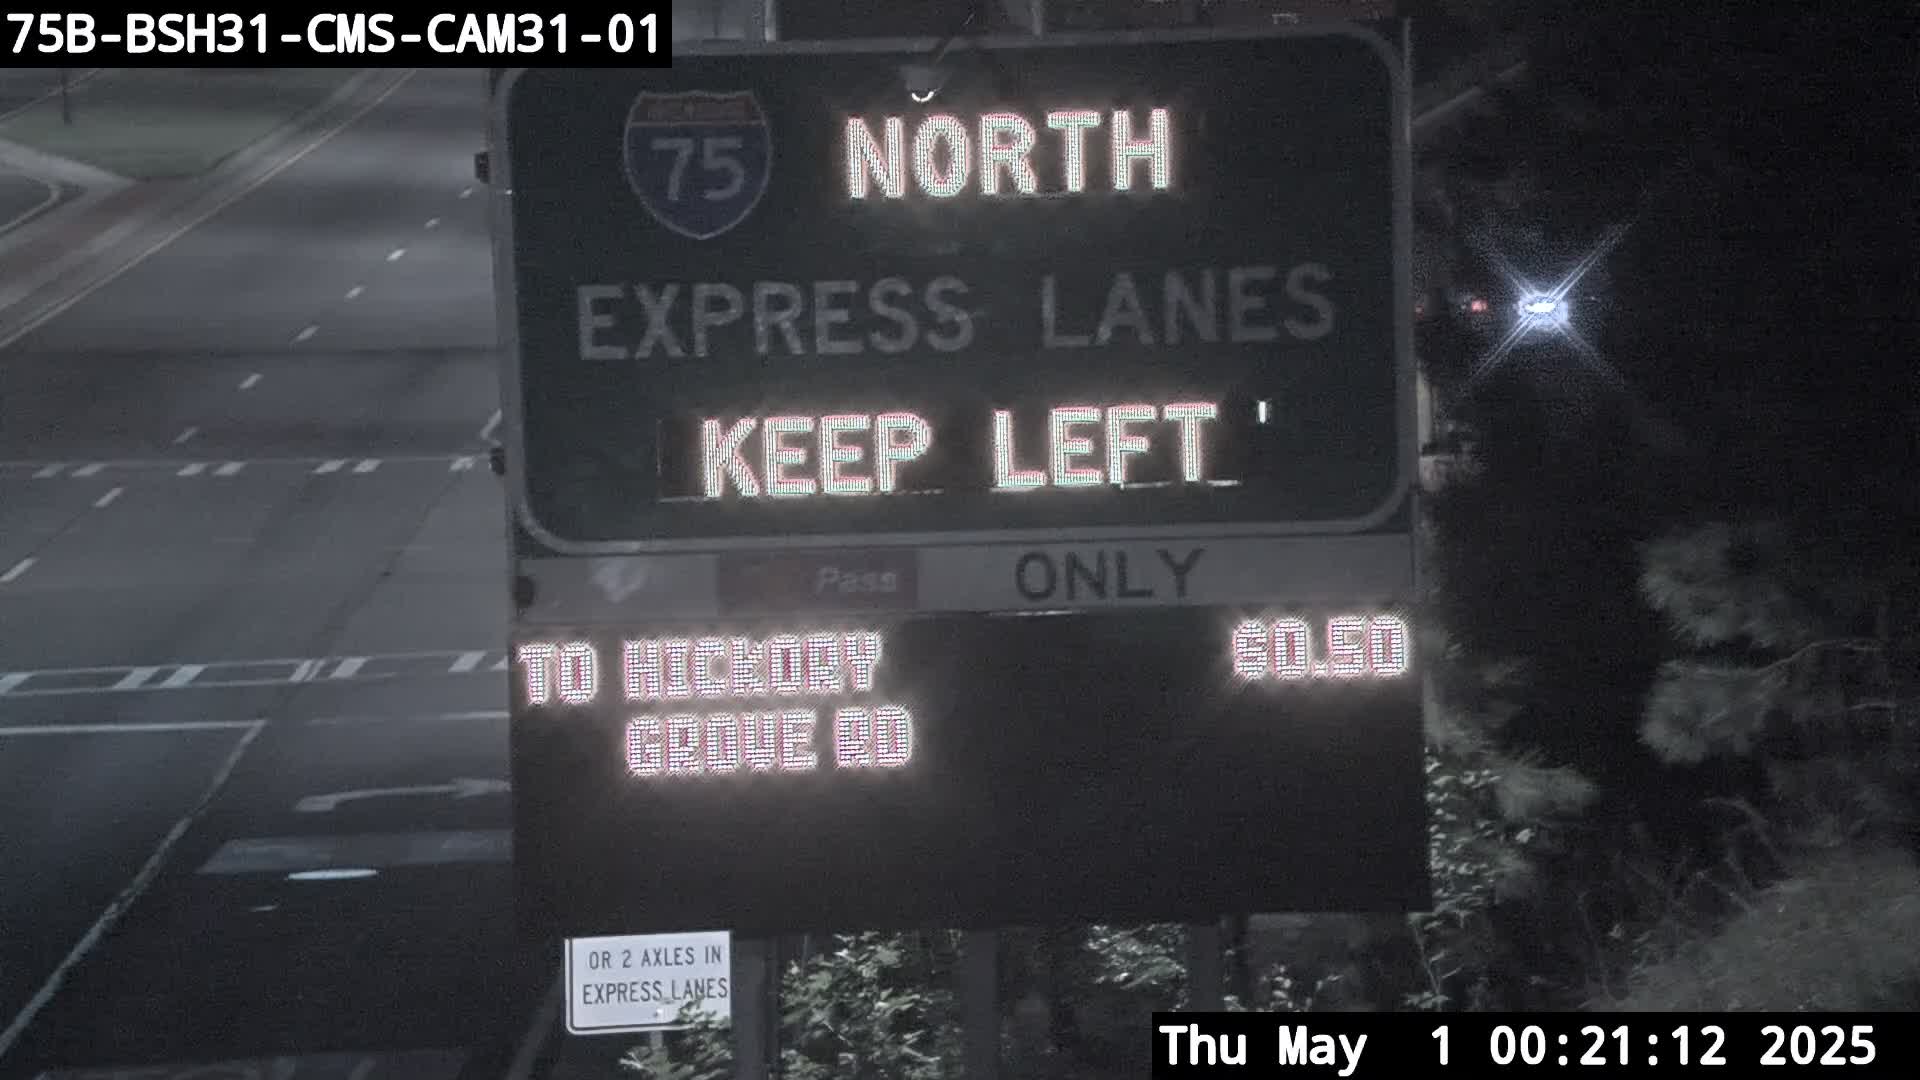 75B-BSH31-CMS-CAM31-01
75 NORTH
EXPRESS LANES
KEEP LEFT
Pass ONLY
TO HICKORY $0.50
GROVE RD
OR 2 AXLES IN
EXPRESS LANES
Thu May 1 00:21:12 2025